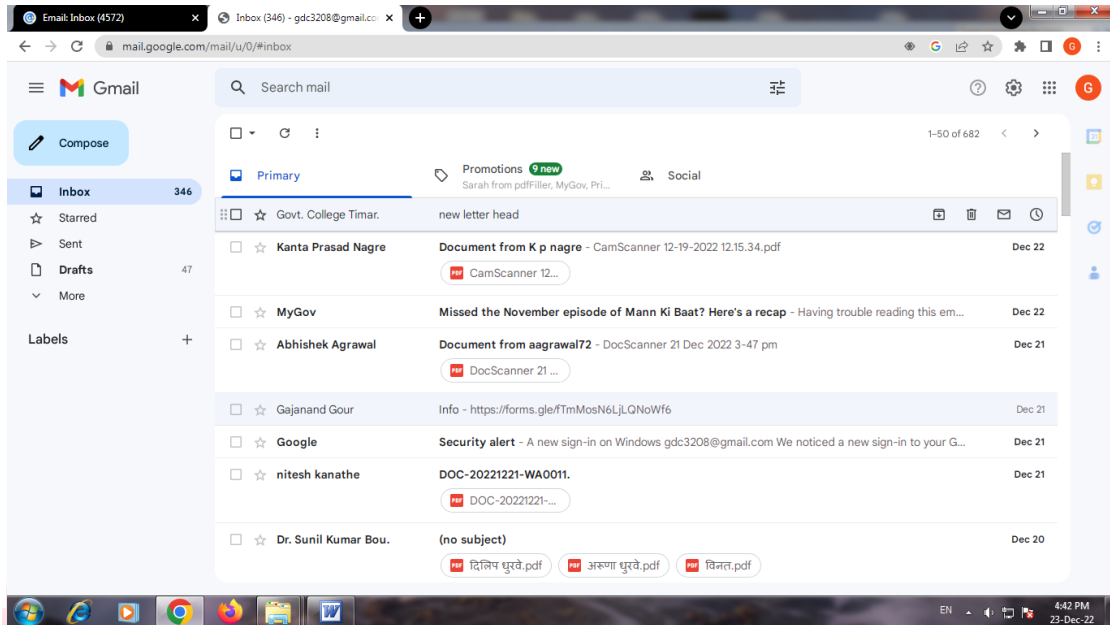 Email: Inbox (4572)
Inbox (346) - gdc3208@gmail.co
mail.google.com/mail/u/0/#inbox
G
Gmail
Search mail
G
Compose
1–50 of 682
Primary
Promotions 9 new
Sarah from pdfFiller, MyGov, Pri...
Social
Inbox 346
Starred
Sent
Drafts 47
More
Labels
Govt. College Timar. new letter head
Kanta Prasad Nagre Document from K p nagre - CamScanner 12-19-2022 12.15.34.pdf Dec 22
PDF CamScanner 12...
MyGov Missed the November episode of Mann Ki Baat? Here's a recap - Having trouble reading this em... Dec 22
Abhishek Agrawal Document from aagrawal72 - DocScanner 21 Dec 2022 3-47 pm Dec 21
PDF DocScanner 21 ...
Gajanand Gour Info - https://forms.gle/fTmMosN6LjLQNoWf6 Dec 21
Google Security alert - A new sign-in on Windows gdc3208@gmail.com We noticed a new sign-in to your G... Dec 21
nitesh kanathe DOC-20221221-WA0011. Dec 21
PDF DOC-20221221-...
Dr. Sunil Kumar Bou. (no subject) Dec 20
PDF दिलिप धुरवे.pdf PDF अरूणा धुरवे.pdf PDF विनत.pdf
EN 4:42 PM
23-Dec-22